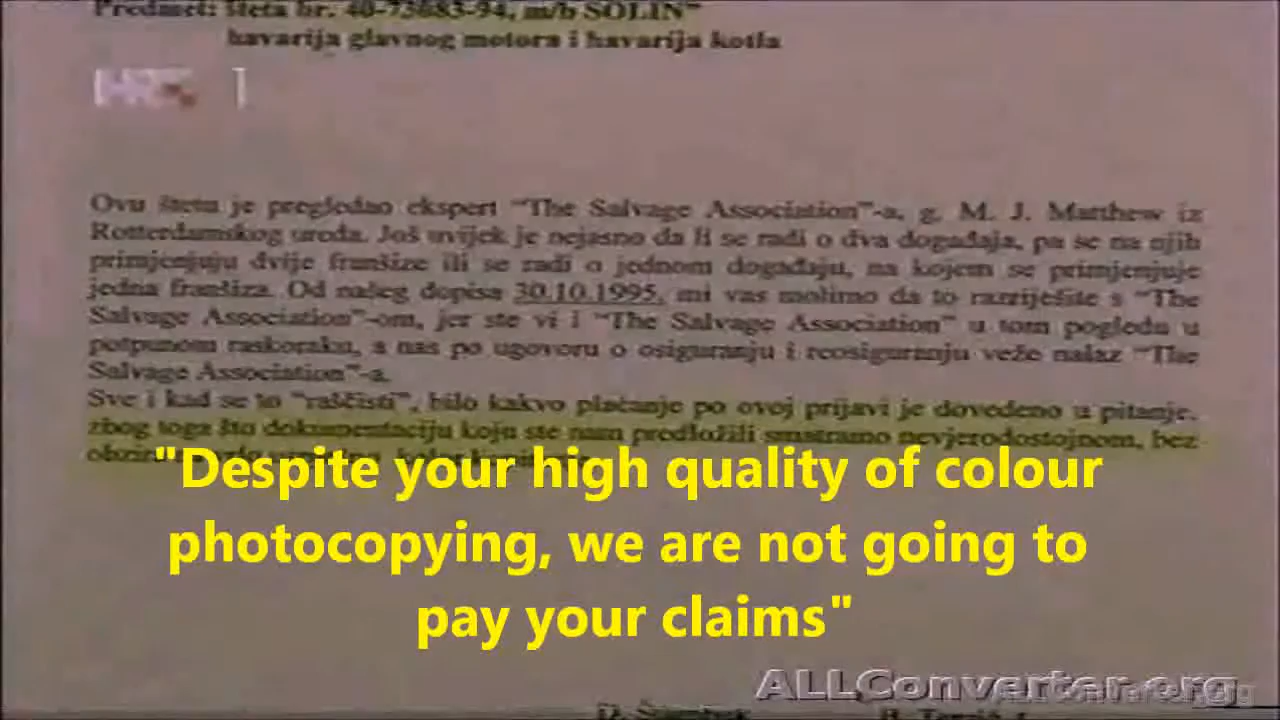 Predmet: šteta br. 40-73083-94, m/b SOLIN"
havarija glavnog motora i havarija kotla
HRT 1
Ovu štetu je pregledao ekspert "The Salvage Association"-a, g. M. J. Matthew iz
Rotterdamskog ureda. Još uvijek je nejasno da li se radi o dva događaja, pa se na njih
primjenjuju dvije franšize ili se radi o jednom događaju, na kojem se primjenjuje
jedna franšiza. Od našeg dopisa 30.10.1995. mi vas molimo da to razriješite s "The
Salvage Association"-om, jer ste vi i "The Salvage Association" u tom pogledu u
potpunom raskoraku, a nas po ugovoru o osiguranju i reosiguranju veže nalaz "The
Salvage Association"-a.
Sve i kad se to "raščisti", bilo kakvo plaćanje po ovoj prijavi je dovedeno u pitanje,
zbog toga što dokumentaciju koju ste nam predložili smatramo nevjerodostojnom, bez
"Despite your high quality of colour
photocopying, we are not going to
pay your claims"
ALLConverter.org